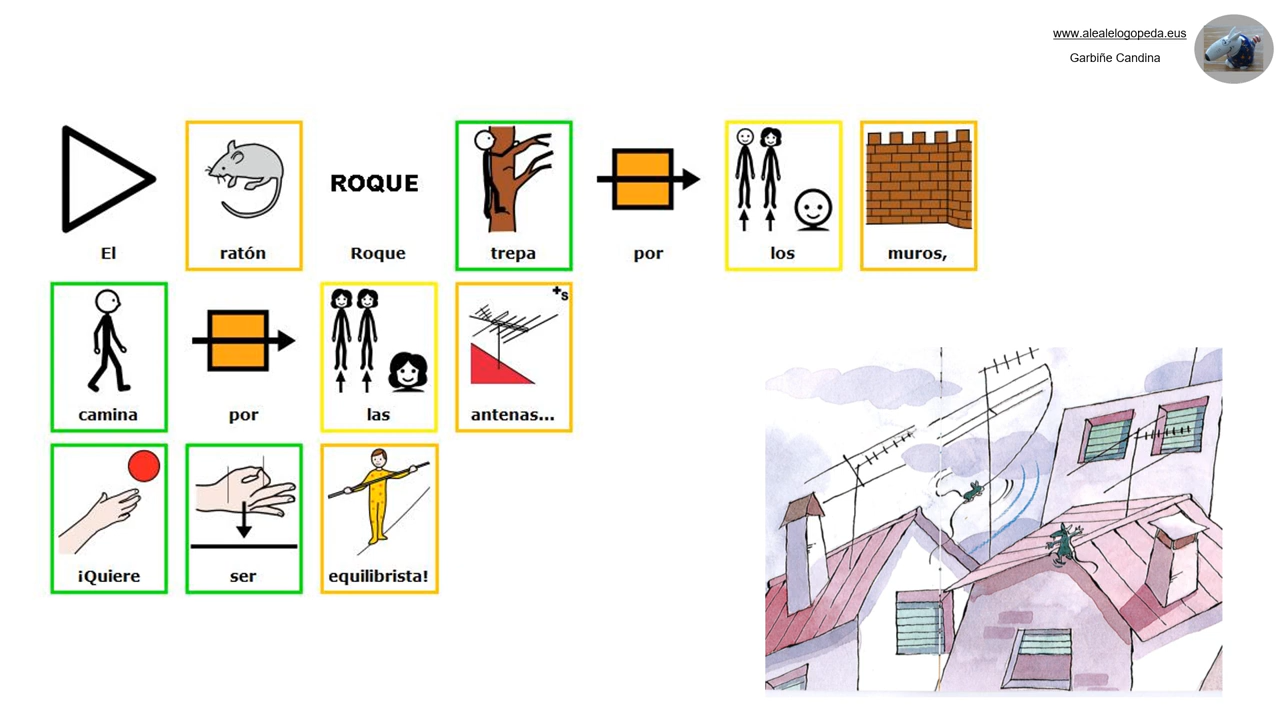 www.alealelogopeda.eus
Garbiñe Candina
ROQUE
El ratón Roque trepa por los muros,
+s
camina por las antenas...
¡Quiere ser equilibrista!